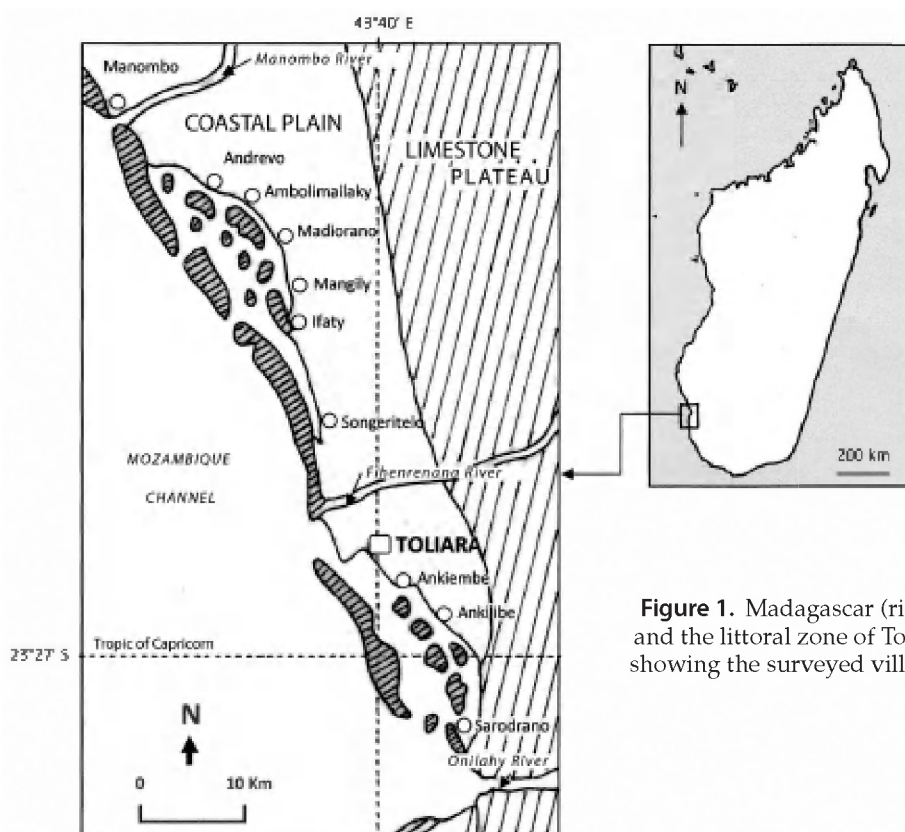 43°40' E
Manombo
Manombo River
COASTAL PLAIN
LIMESTONE
PLATEAU
Andrevo
Ambolimallaky
Madiorano
Mangily
Ifaty
Songeritelo
MOZAMBIQUE
CHANNEL
Fiherenana River
TOLIARA
Ankiembe
Ankilibe
Tropic of Capricorn
23°27' S
Sarodrano
Onilahy River
N
0 10 Km
N
200 km
Figure 1. Madagascar (ri
and the littoral zone of To
showing the surveyed vill